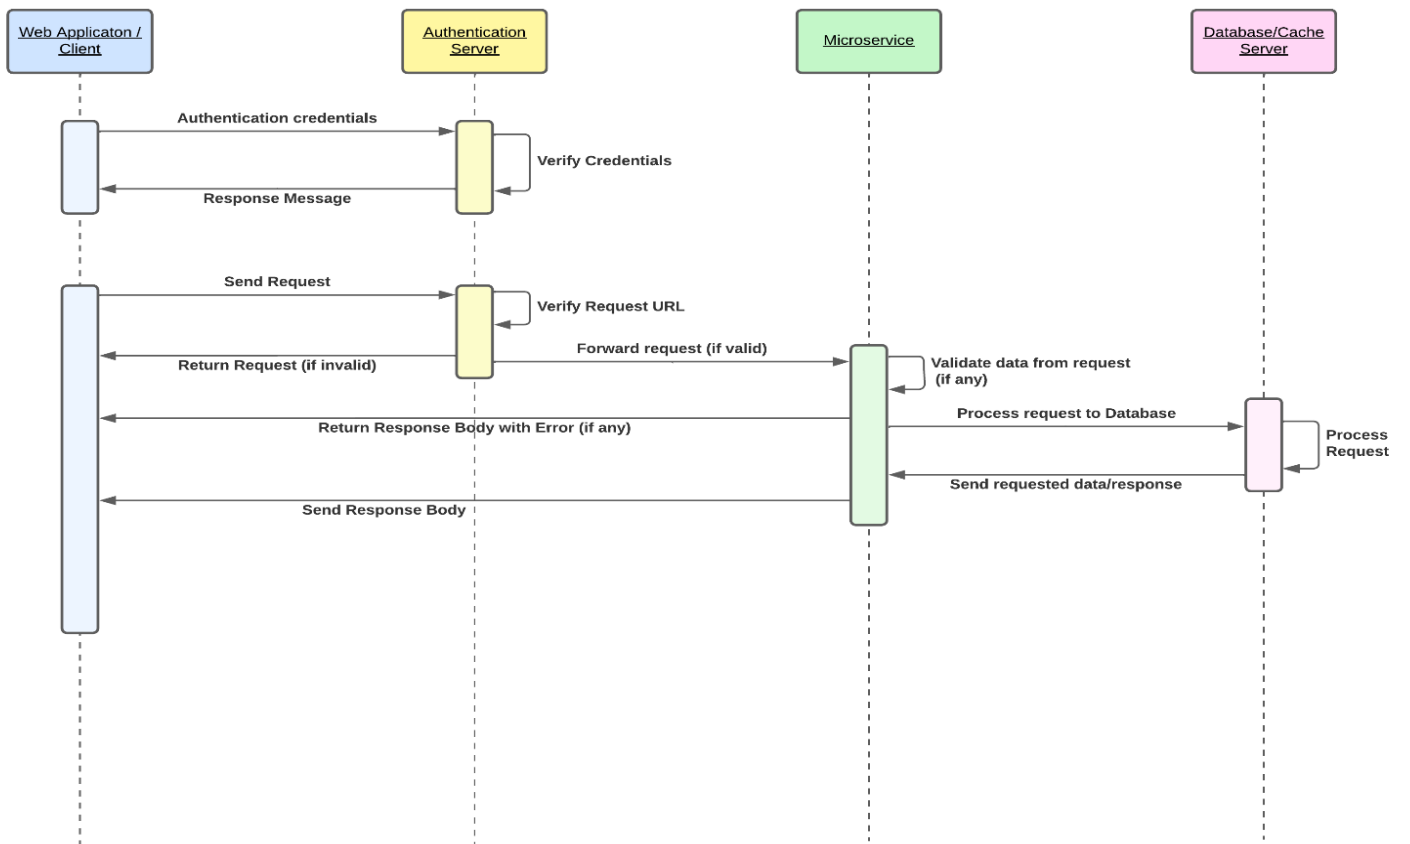 Web Applicaton /
Client
Authentication
Server
Microservice
Database/Cache
Server
Authentication credentials
Verify Credentials
Response Message
Send Request
Verify Request URL
Return Request (if invalid)
Forward request (if valid)
Validate data from request
(if any)
Process request to Database
Return Response Body with Error (if any)
Process
Request
Send requested data/response
Send Response Body